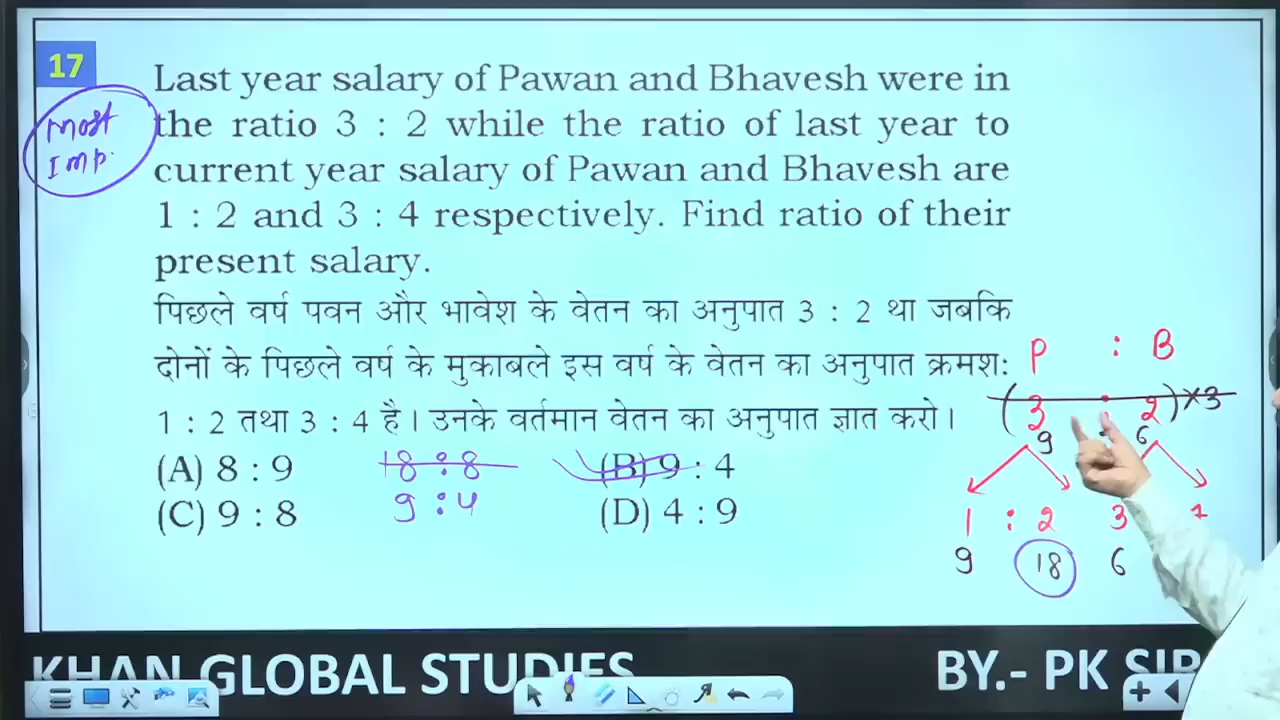 17
Most
Imp.
Last year salary of Pawan and Bhavesh were in
the ratio 3 : 2 while the ratio of last year to
current year salary of Pawan and Bhavesh are
1 : 2 and 3 : 4 respectively. Find ratio of their
present salary.
पिछले वर्ष पवन और भावेश के वेतन का अनुपात 3 : 2 था जबकि
दोनों के पिछले वर्ष के मुकाबले इस वर्ष के वेतन का अनुपात क्रमश:
1 : 2 तथा 3 : 4 है। उनके वर्तमान वेतन का अनुपात ज्ञात करो।
(A) 8 : 9
(B) 9 : 4
(C) 9 : 8
(D) 4 : 9
18 : 8
9 : 4
P : B
(3 : 2)×3
9 : 6
1 : 2 3
9 18 6
KHAN GLOBAL STUDIES
BY.- PK SIR